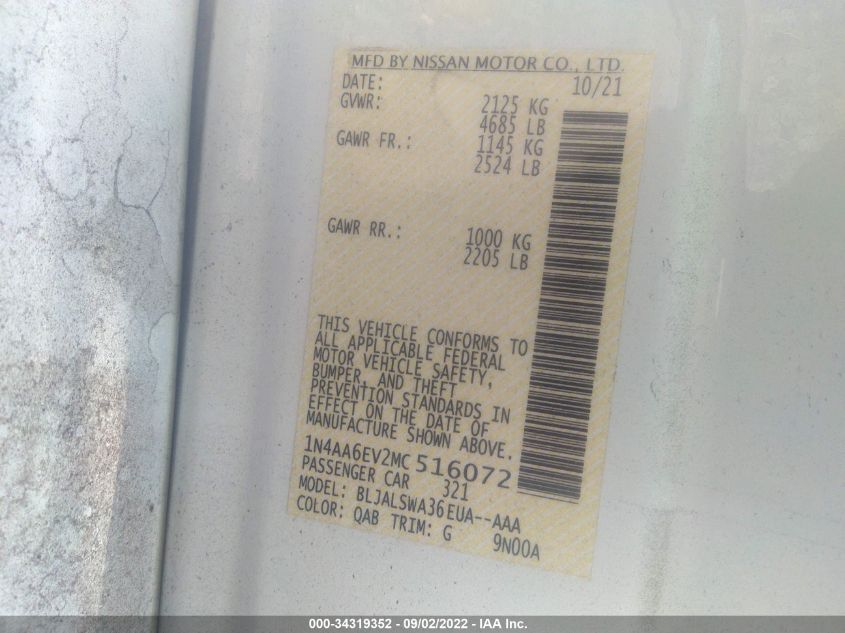 MFD BY NISSAN MOTOR CO., LTD.
DATE: 10/21
GVWR: 2125 KG
4685 LB
GAWR FR.: 1145 KG
2524 LB
GAWR RR.: 1000 KG
2205 LB
THIS VEHICLE CONFORMS TO
ALL APPLICABLE FEDERAL
MOTOR VEHICLE SAFETY,
BUMPER, AND THEFT
PREVENTION STANDARDS IN
EFFECT ON THE DATE OF
MANUFACTURE SHOWN ABOVE.
1N4AA6EV2MC516072
PASSENGER CAR 321
MODEL: BLJALSWA36EUA--AAA
COLOR: QAB TRIM: G 9N00A
000-34319352 - 09/02/2022 - IAA Inc.